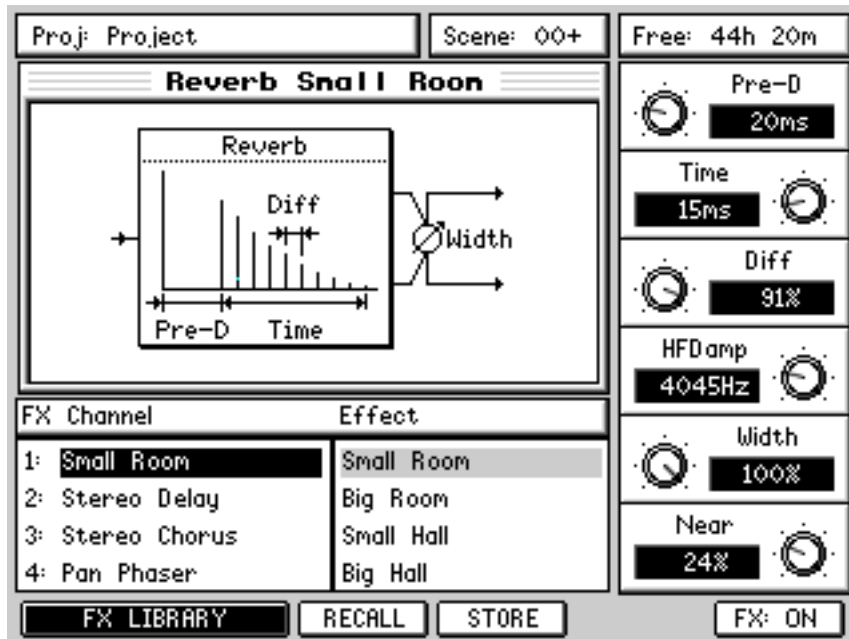 Proj: Project
Scene: 00+
Free: 44h 20m
Reverb Small Room
Reverb
Diff
Width
Pre-D
Time
Pre-D
20ms
Time
15ms
Diff
91%
HFDamp
4045Hz
Width
100%
Near
24%
FX Channel
Effect
1: Small Room
Small Room
2: Stereo Delay
Big Room
3: Stereo Chorus
Small Hall
4: Pan Phaser
Big Hall
FX LIBRARY
RECALL
STORE
FX: ON